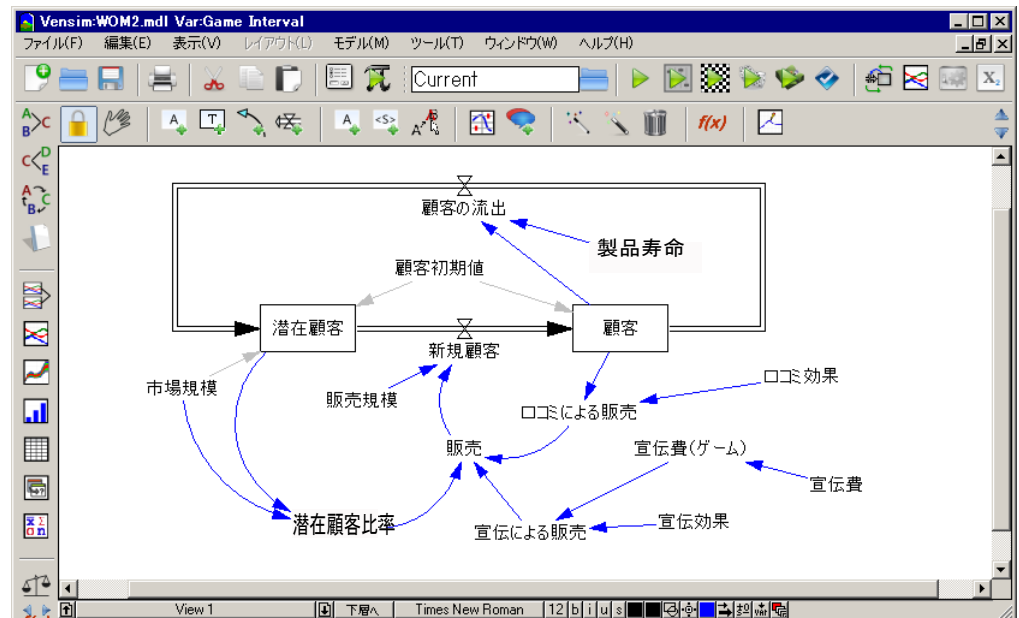 Vensim:WOM2.mdl Var:Game Interval
ファイル(F) 編集(E) 表示(V) レイアウト(L) モデル(M) ツール(T) ウィンドウ(W) ヘルプ(H)
Current
f(x)
顧客の流出
製品寿命
顧客初期値
潜在顧客
顧客
新規顧客
市場規模
販売規模
口コミ効果
口コミによる販売
販売
宣伝費(ゲーム)
宣伝費
潜在顧客比率
宣伝による販売
宣伝効果
View 1
下層へ
Times New Roman
12 b i u s